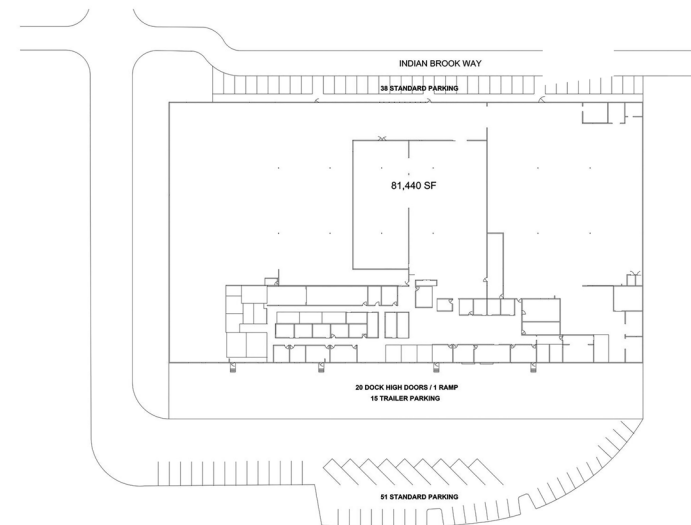 INDIAN BROOK WAY
38 STANDARD PARKING
81,440 SF
20 DOCK HIGH DOORS / 1 RAMP
15 TRAILER PARKING
51 STANDARD PARKING